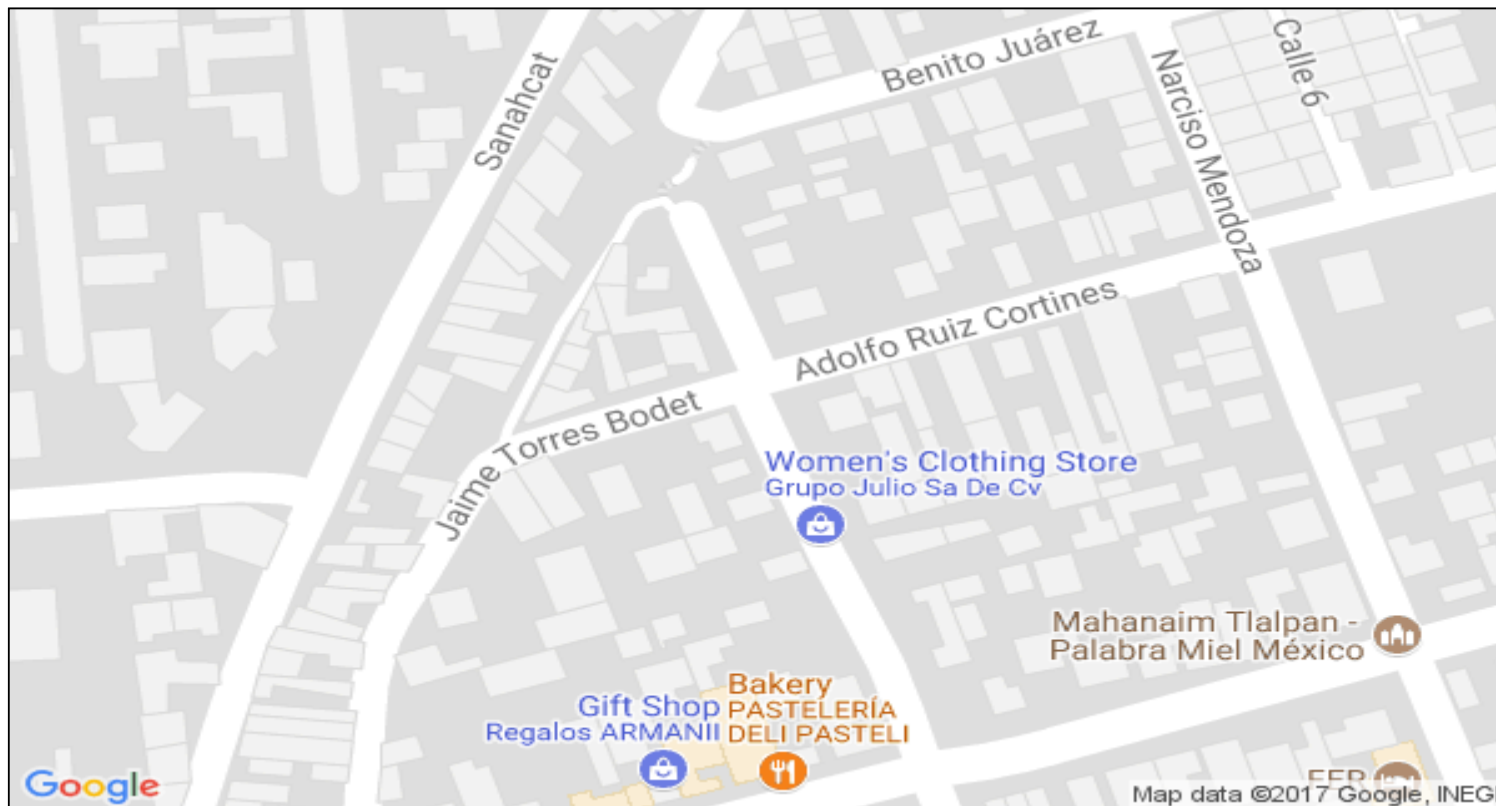 Benito Juárez
Calle 6
Sanahcat
Narciso Mendoza
Adolfo Ruiz Cortines
Jaime Torres Bodet
Women's Clothing Store
Grupo Julio Sa De Cv
Mahanaim Tlalpan -
Palabra Miel México
Bakery
PASTELERÍA
DELI PASTELI
Gift Shop
Regalos ARMANII
Google
Map data ©2017 Google, INEGI